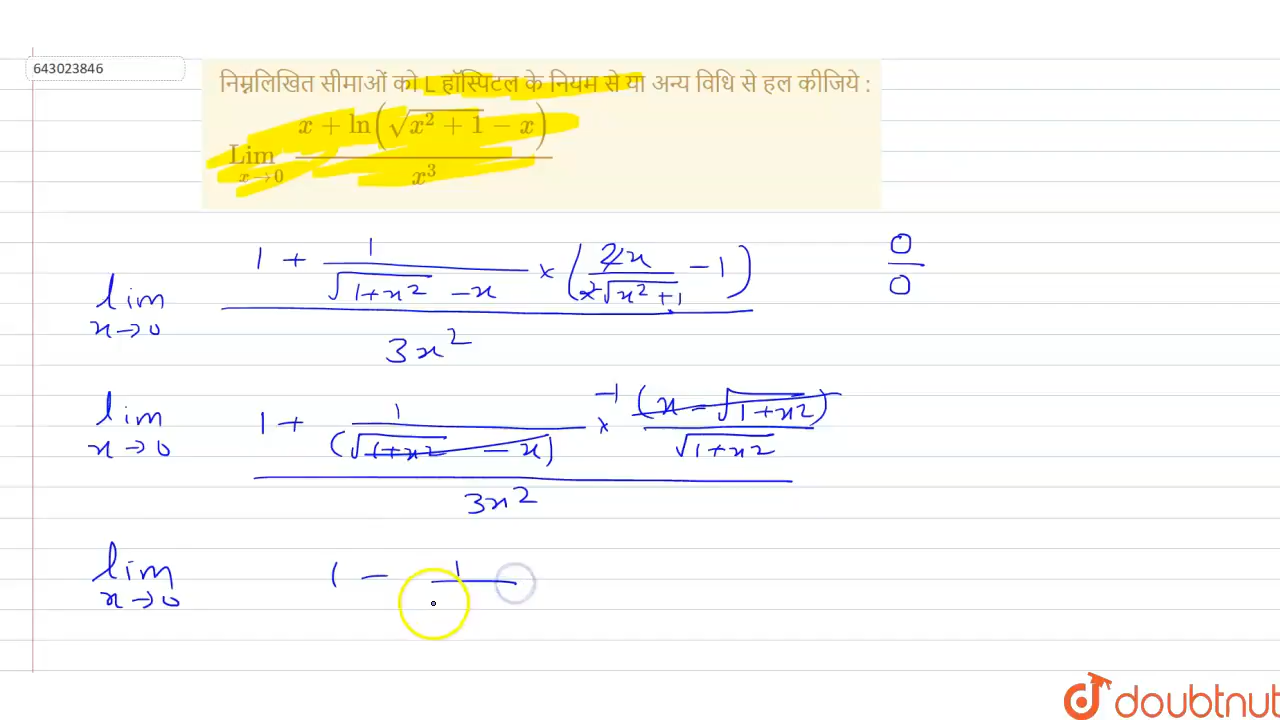 643023846
निम्नलिखित सीमाओं को L हॉस्पिटल के नियम से या अन्य विधि से हल कीजिये :
Lim x→0 x + ln(√x² + 1 − x) / x³
lim x→0 1 + 1/(√1+x² − x) × (2x/2√x²+1 − 1) / 3x² 0/0
lim x→0 1 + 1/(√1+x² − x) × −1 (x − √1+x²)/√1+x² / 3x²
lim x→0 1 − 1
doubtnut